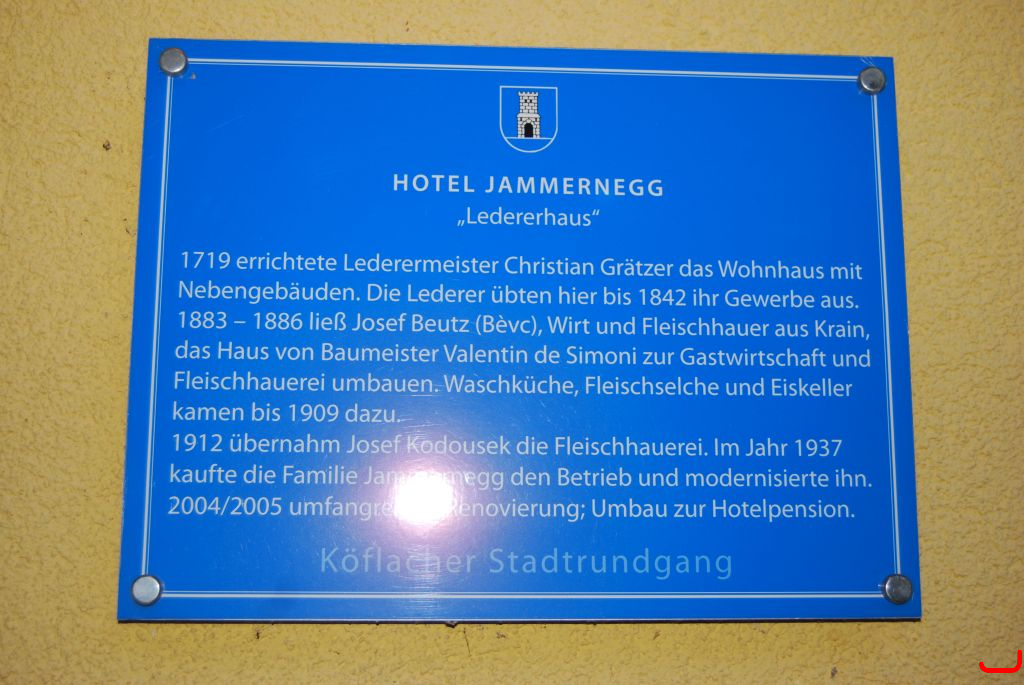 HOTEL JAMMERNEGG
„Ledererhaus“
1719 errichtete Lederermeister Christian Grätzer das Wohnhaus mit
Nebengebäuden. Die Lederer übten hier bis 1842 ihr Gewerbe aus.
1883 – 1886 ließ Josef Beutz (Bèvc), Wirt und Fleischhauer aus Krain,
das Haus von Baumeister Valentin de Simoni zur Gastwirtschaft und
Fleischhauerei umbauen. Waschküche, Fleischselche und Eiskeller
kamen bis 1909 dazu.
1912 übernahm Josef Kodousek die Fleischhauerei. Im Jahr 1937
kaufte die Familie Jammernegg den Betrieb und modernisierte ihn.
2004/2005 Renovierung; Umbau zur Hotelpension.
Köflacher Stadtrundgang